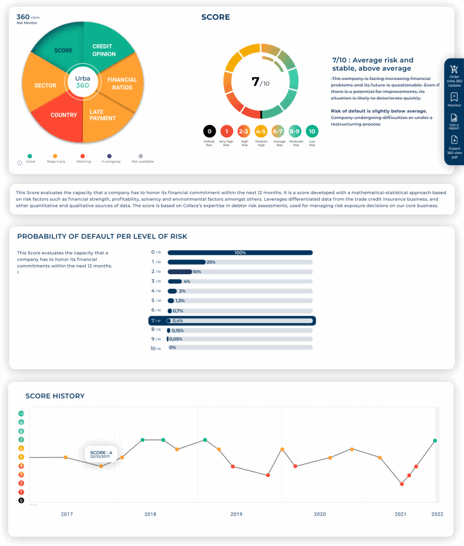 360 VIEW
Risk Monitor
SCORE
CREDIT
OPINION
FINANCIAL
RATIOS
LATE
PAYMENT
COUNTRY
SECTOR
SCORE
Urba
360
Good
Keep track
Warning
In progress
Not available
7/10
0
1
2-3
4-5
6-7
8-9
10
Default Risk
Very High Risk
High Risk
Medium High
Average Risk
Moderate Risk
Low Risk
7/10 : Average risk and
stable, above average
The company is facing increasing financial
problems and its future is questionable. Even if
there is a potential for improvements, its
situation is likely to deteriorate quickly.
Risk of default is slightly below average.
Company undergoing difficulties or under a
restructuring process
Order
Urba 360
Update
Monitor
Get a
report
Export
360 view
pdf
This Score evaluates the capacity that a company has to honor its financial commitment within the next 12 months. It is a score developed with a mathematical-statistical approach based
on risk factors such as financial strength, profitability, solvency and environmental factors amongst others. Leverages differentiated data from the trade credit insurance business, and
other quantitative and qualitative sources of data. The score is based on Coface's expertise in debtor risk assessments, used for managing risk exposure decisions on our core business.
PROBABILITY OF DEFAULT PER LEVEL OF RISK
This Score evaluates the capacity that a
company has to honor its financial
commitments within the next 12 months.
0 /10 100%
1 /10 25%
2 /10 10%
3 /10 4%
4 /10 2%
5 /10 1,3%
6 /10 0,7%
7 /10 0,4%
8 /10 0,15%
9 /10 0,05%
10 /10 0%
SCORE HISTORY
10
9
8
7
6
5
4
3
2
1
0
SCORE : 4
2017
2018
2019
2020
2021
2022